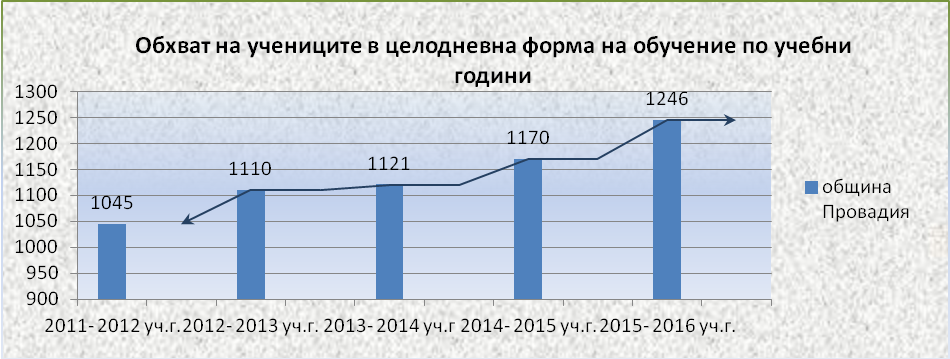 Обхват на учениците в целодневна форма на обучение по учебни
години
1300
1250
1200
1150
1100
1050
1000
950
900
1045
1110
1121
1170
1246
2011- 2012 уч.г. 2012- 2013 уч.г. 2013- 2014 уч.г 2014- 2015 уч.г. 2015- 2016 уч.г.
община
Провадия